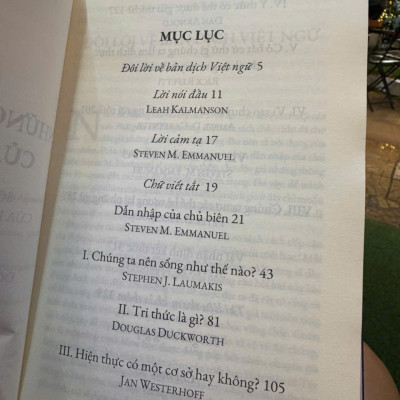 MỤC LỤC
Đôi lời về bản dịch Việt ngữ 5
Lời nói đầu 11
LEAH KALMANSON
Lời cảm tạ 17
STEVEN M. EMMANUEL
Chữ viết tắt 19
Dẫn nhập của chủ biên 21
STEVEN M. EMMANUEL
I. Chúng ta nên sống như thế nào? 43
STEPHEN J. LAUMAKIS
II. Tri thức là gì? 81
DOUGLAS DUCKWORTH
III. Hiện thực có một cơ sở hay không? 105
JAN WESTERHOFF